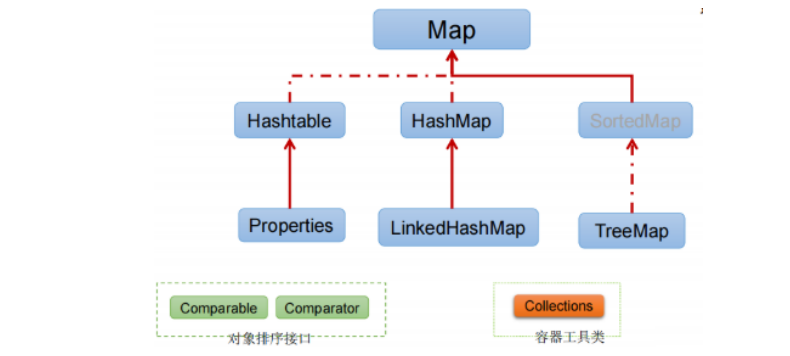 Map
Hashtable
HashMap
SortedMap
Properties
LinkedHashMap
TreeMap
Comparable
Comparator
Collections
对象排序接口
容器工具类